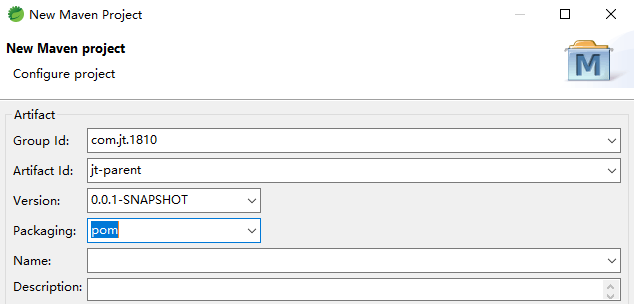 New Maven Project
New Maven project
Configure project
M
Artifact
Group Id: com.jt.1810
Artifact Id: jt-parent
Version: 0.0.1-SNAPSHOT
Packaging: pom
Name:
Description: